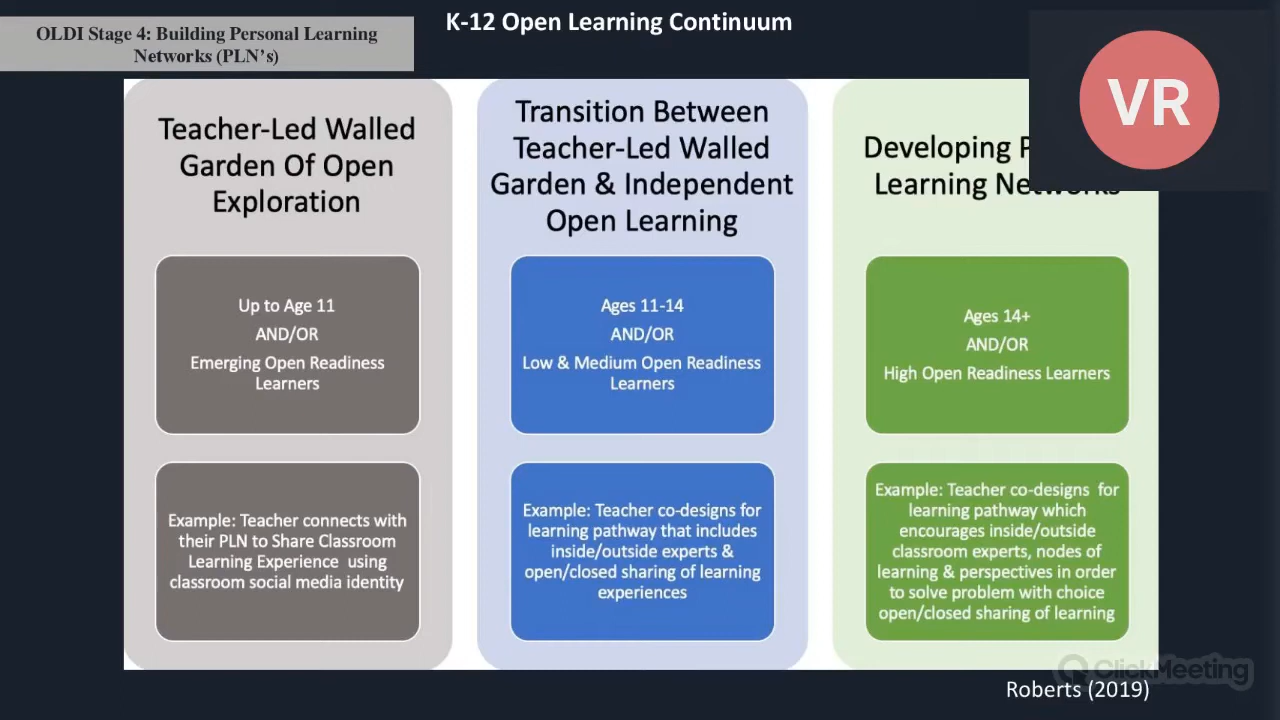 OLDI Stage 4: Building Personal Learning
Networks (PLN's)
K-12 Open Learning Continuum
VR
Teacher-Led Walled
Garden Of Open
Exploration
Up to Age 11
AND/OR
Emerging Open Readiness
Learners
Example: Teacher connects with
their PLN to Share Classroom
Learning Experience using
classroom social media identity
Transition Between
Teacher-Led Walled
Garden & Independent
Open Learning
Ages 11-14
AND/OR
Low & Medium Open Readiness
Learners
Example: Teacher co-designs for
learning pathway that includes
inside/outside experts &
open/closed sharing of learning
experiences
Developing
Learning Networks
Ages 14+
AND/OR
High Open Readiness Learners
Example: Teacher co-designs for
learning pathway which
encourages inside/outside
classroom experts, nodes of
learning & perspectives in order
to solve problem with choice
open/closed sharing of learning
ClickMeeting
Roberts (2019)